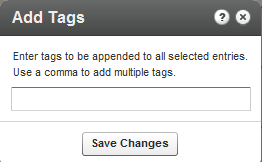 Add Tags ? ×
Enter tags to be appended to all selected entries.
Use a comma to add multiple tags.
Save Changes